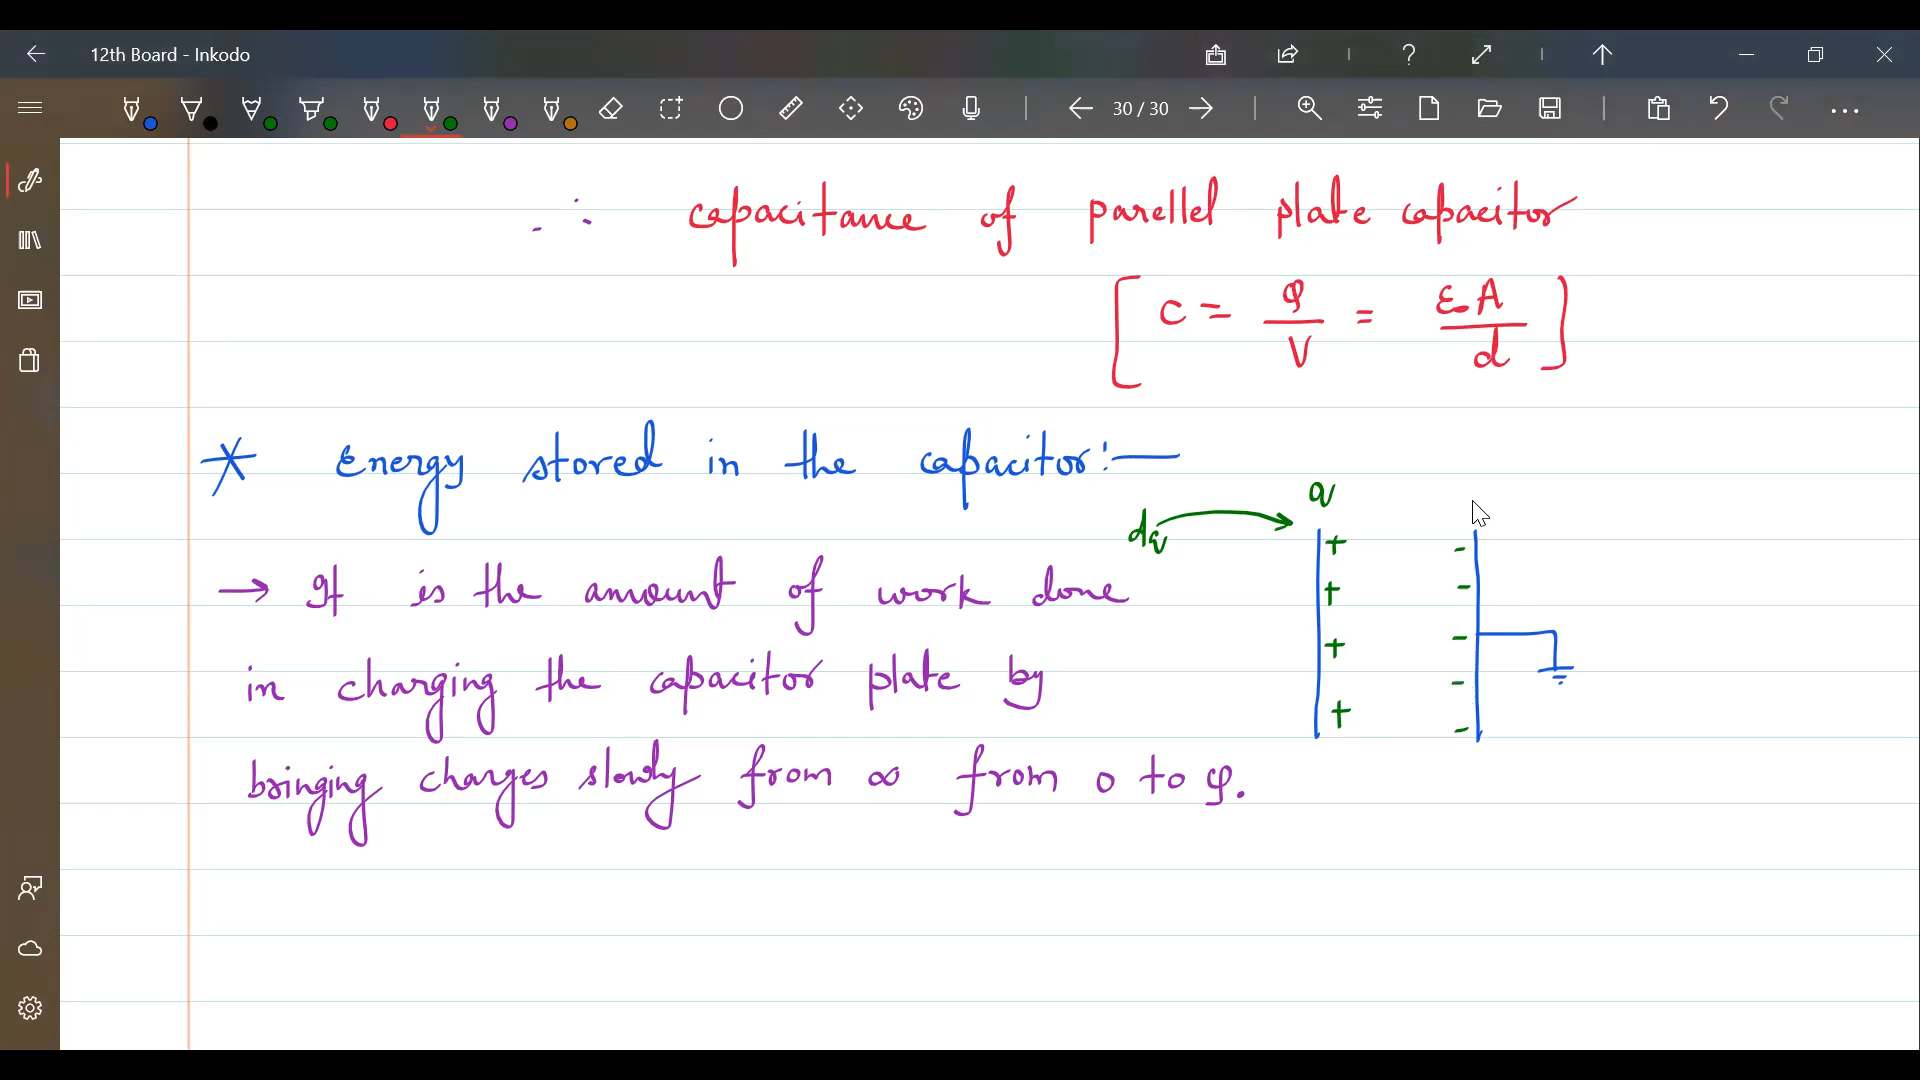 12th Board - Inkodo
30 / 30
∴ capacitance of parellel plate capacitor
[ C = Q/V = ε₀A/d ]
* Energy stored in the capacitor:—
dq q
→ It is the amount of work done
in charging the capacitor plate by
bringing charges slowly from ∞ from 0 to Q.
+ + + +
- - - - -